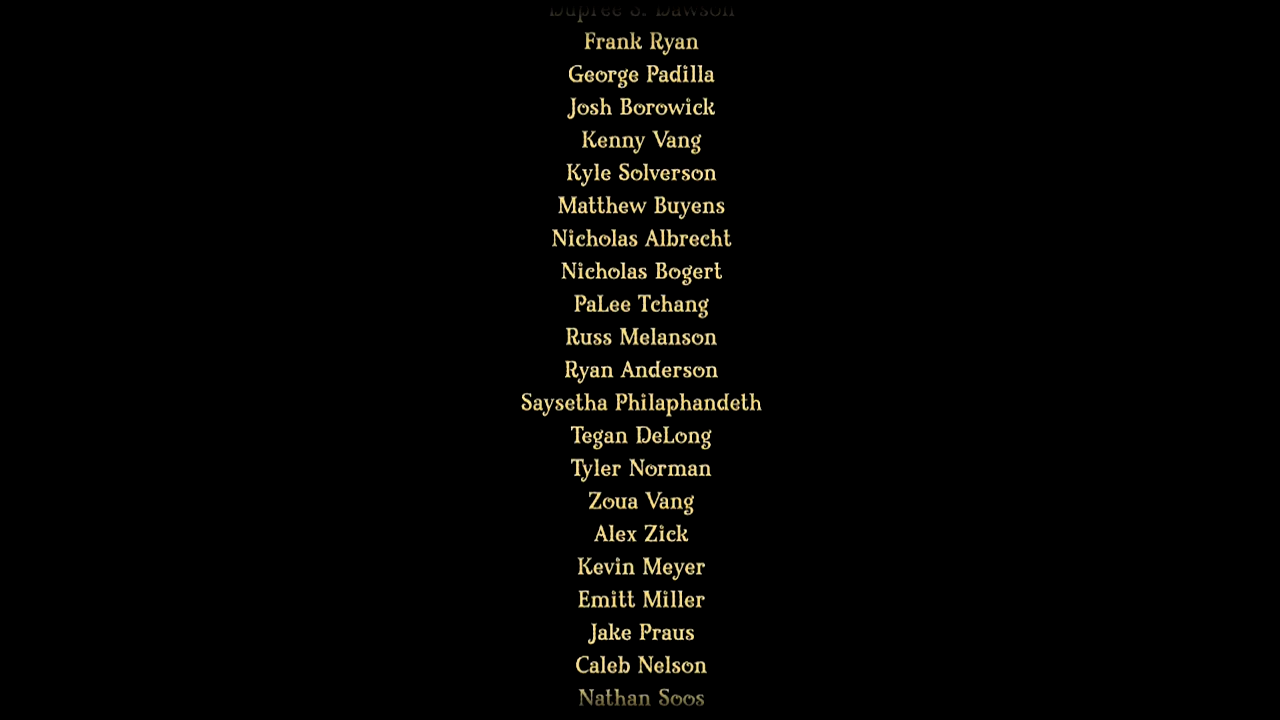 Dupree S. Dawson
Frank Ryan
George Padilla
Josh Borowick
Kenny Vang
Kyle Solverson
Matthew Buyens
Nicholas Albrecht
Nicholas Bogert
PaLee Tchang
Russ Melanson
Ryan Anderson
Saysetha Philaphandeth
Tegan DeLong
Tyler Norman
Zoua Vang
Alex Zick
Kevin Meyer
Emitt Miller
Jake Praus
Caleb Nelson
Nathan Soos